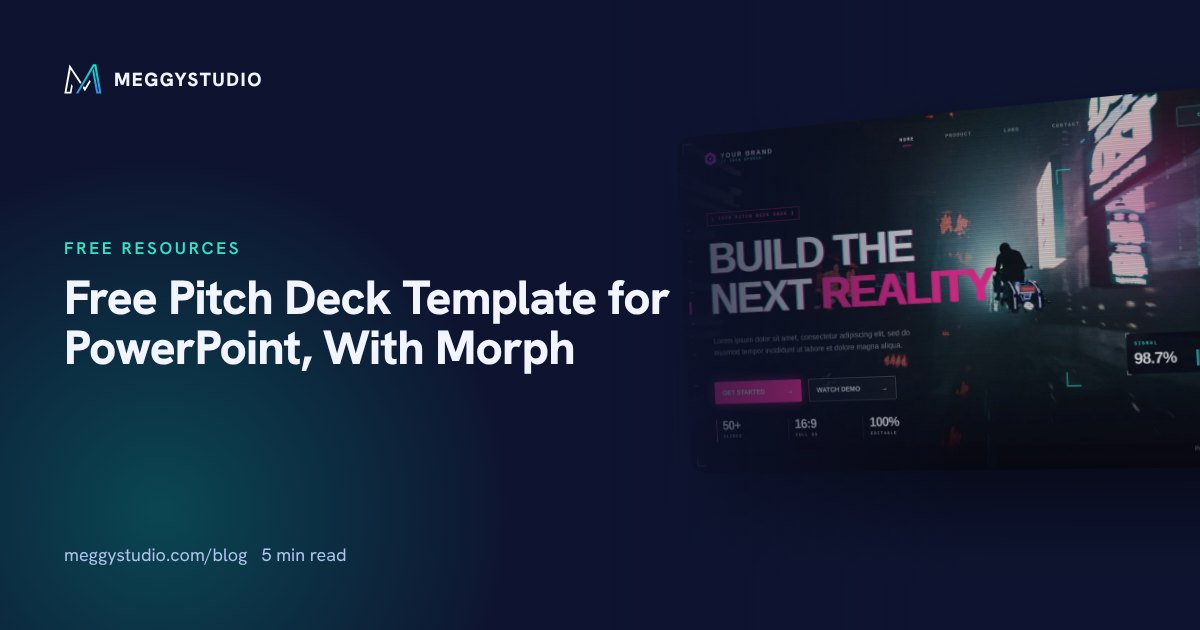 MEGGYSTUDIO
FREE RESOURCES
Free Pitch Deck Template for
PowerPoint, With Morph
meggystudio.com/blog 5 min read
YOUR BRAND
HOME PRODUCT LABS CONTACT
BUILD THE
NEXT REALITY
Lorem ipsum dolor sit amet, consectetur adipiscing elit, sed do
eiusmod tempor incididunt ut labore et dolore magna aliqua.
GET STARTED → WATCH DEMO →
50+ 16:9 100%
SLIDES FULL HD EDITABLE
SIGNAL
98.7%